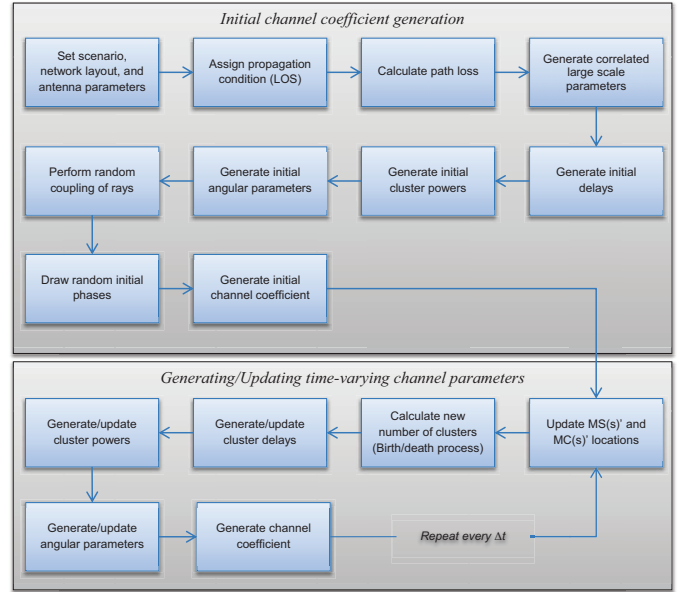 Initial channel coefficient generation
Set scenario,
network layout, and
antenna parameters
Assign propagation
condition (LOS)
Calculate path loss
Generate correlated
large scale
parameters
Perform random
coupling of rays
Generate initial
angular parameters
Generate initial
cluster powers
Generate initial
delays
Draw random initial
phases
Generate initial
channel coefficient
Generating/Updating time-varying channel parameters
Generate/update
cluster powers
Generate/update
cluster delays
Calculate new
number of clusters
(Birth/death process)
Update MS(s)' and
MC(s)' locations
Generate/update
angular parameters
Generate channel
coefficient
Repeat every Δt